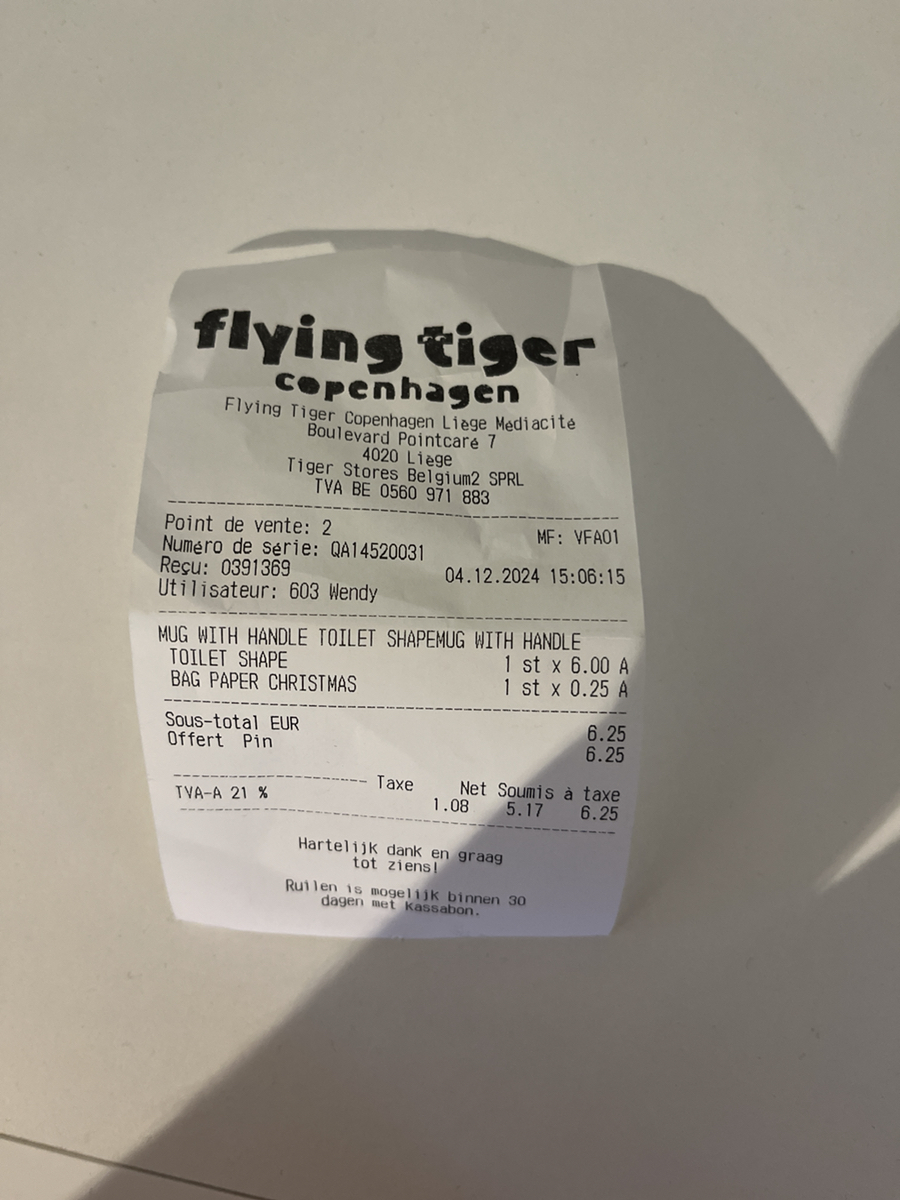 flying tiger
copenhagen
Flying Tiger Copenhagen Liege Mediacité
Boulevard Pointcaré 7
4020 Liège
Tiger Stores Belgium2 SPRL
TVA BE 0560 971 883
Point de vente: 2
MF: VFA01
Numéro de série: QA14520031
Reçu: 0391369 04.12.2024 15:06:15
Utilisateur: 603 Wendy
MUG WITH HANDLE TOILET SHAPEMUG WITH HANDLE
TOILET SHAPE 1 st x 6.00 A
BAG PAPER CHRISTMAS 1 st x 0.25 A
Sous-total EUR 6.25
Offert Pin 6.25
Taxe Net Soumis à taxe
TVA-A 21 % 1.08 5.17 6.25
Hartelijk dank en graag
tot ziens!
Ruilen is mogelijk binnen 30
dagen met Kassabon.